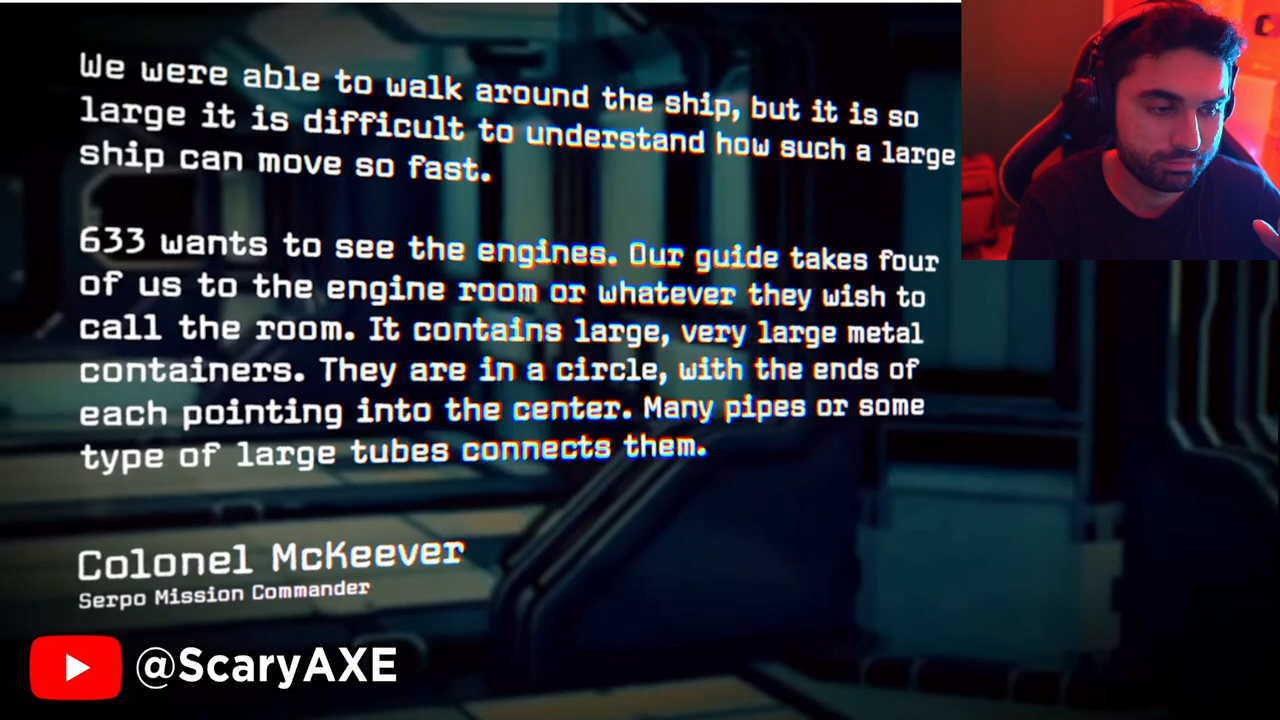 We were able to walk around the ship, but it is so
large it is difficult to understand how such a large
ship can move so fast.
633 wants to see the engines. Our guide takes four
of us to the engine room or whatever they wish to
call the room. It contains large, very large metal
containers. They are in a circle, with the ends of
each pointing into the center. Many pipes or some
type of large tubes connects them.
Colonel McKeever
Serpo Mission Commander
@ScaryAXE